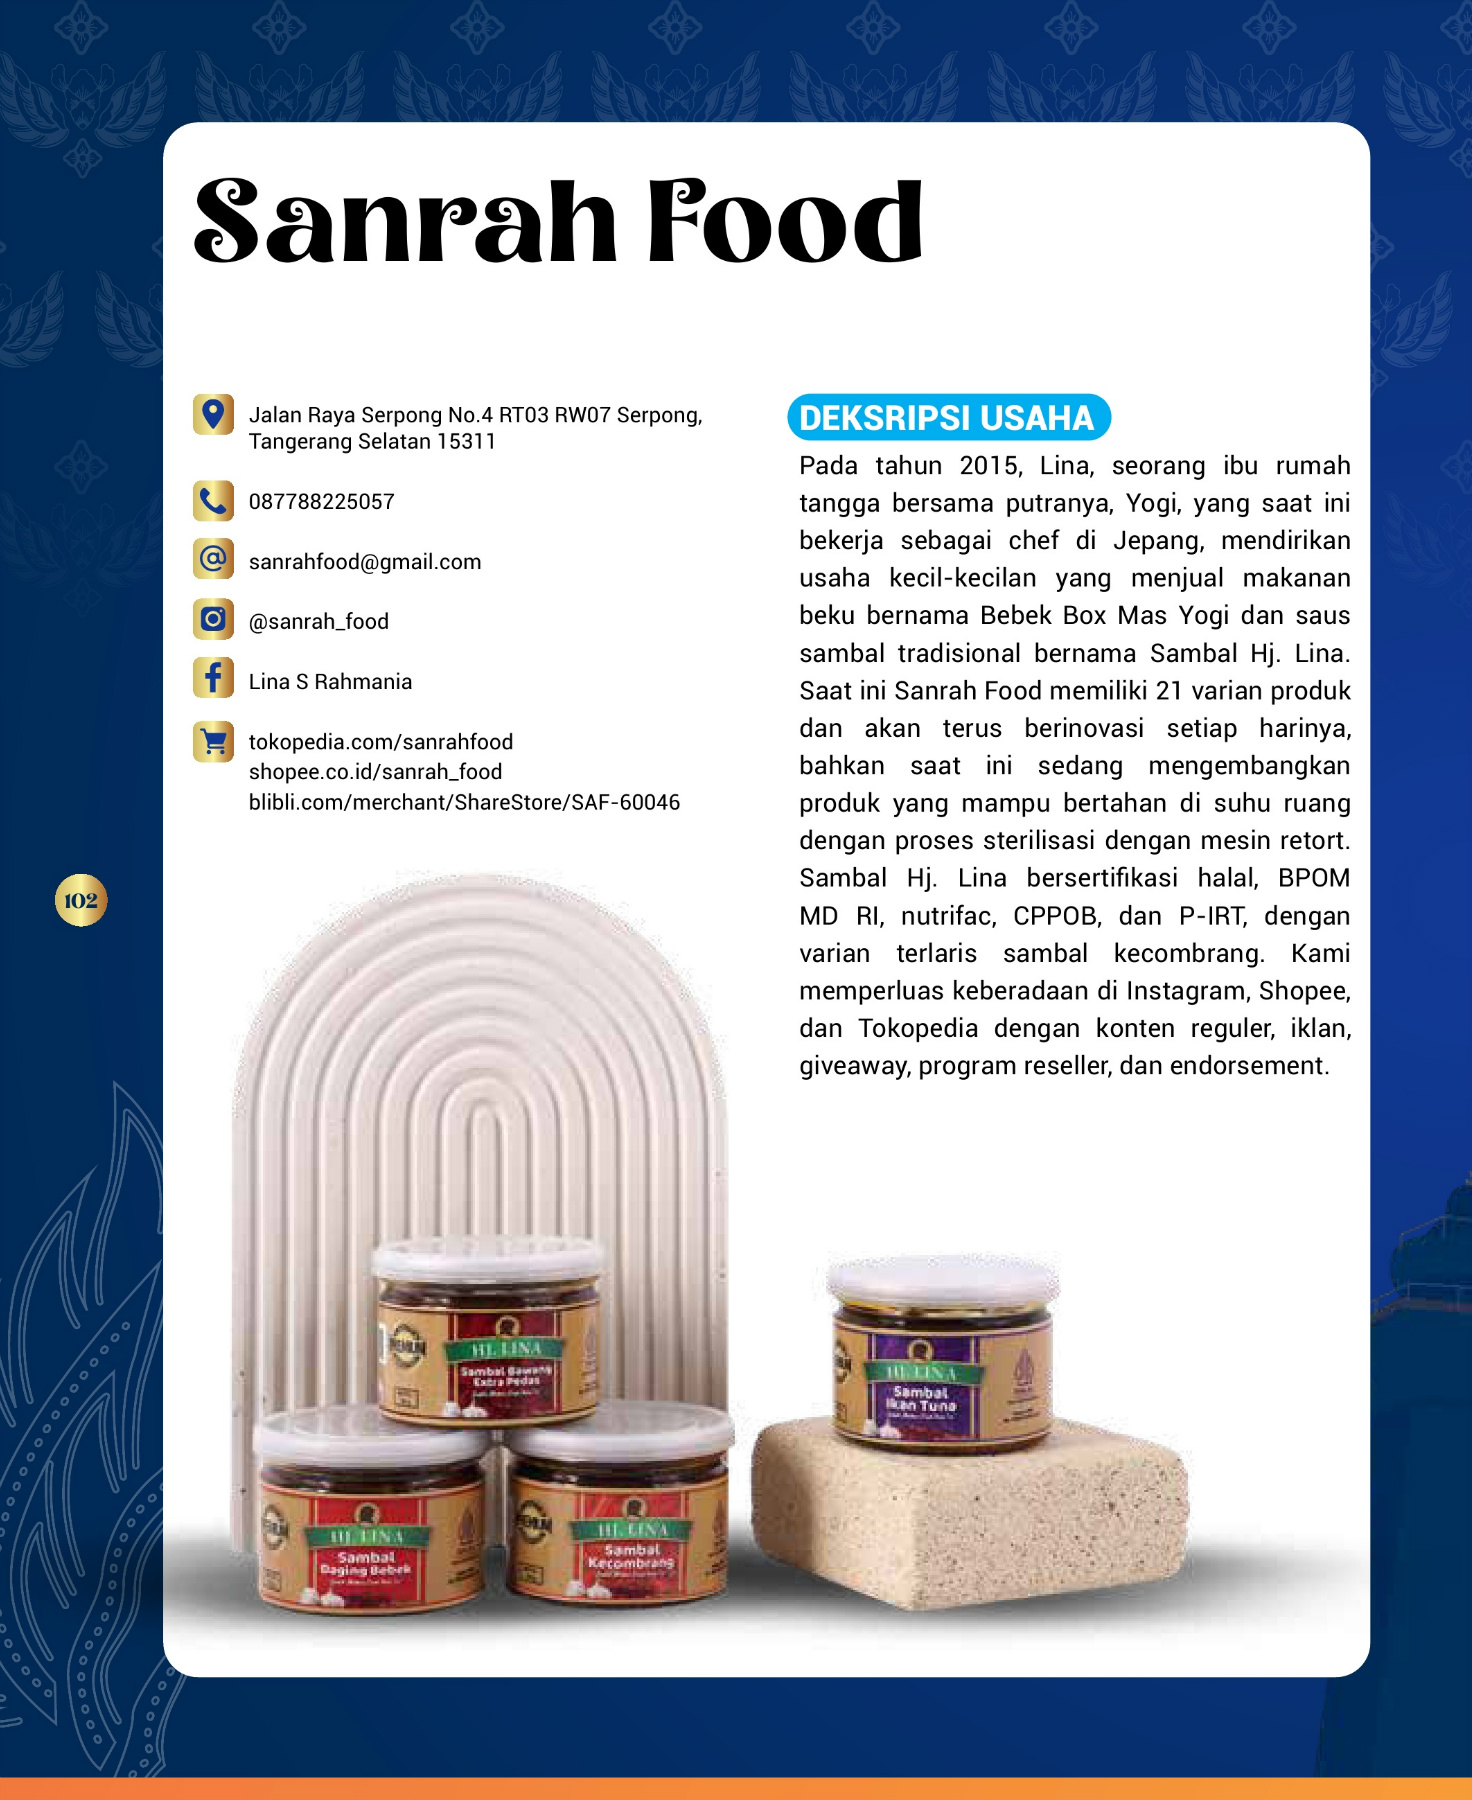 Sanrah Food
Jalan Raya Serpong No.4 RT03 RW07 Serpong,
Tangerang Selatan 15311
087788225057
sanrahfood@gmail.com
@sanrah_food
Lina S Rahmania
tokopedia.com/sanrahfood
shopee.co.id/sanrah_food
blibli.com/merchant/ShareStore/SAF-60046
DEKSRIPSI USAHA
Pada tahun 2015, Lina, seorang ibu rumah
tangga bersama putranya, Yogi, yang saat ini
bekerja sebagai chef di Jepang, mendirikan
usaha kecil-kecilan yang menjual makanan
beku bernama Bebek Box Mas Yogi dan saus
sambal tradisional bernama Sambal Hj. Lina.
Saat ini Sanrah Food memiliki 21 varian produk
dan akan terus berinovasi setiap harinya,
bahkan saat ini sedang mengembangkan
produk yang mampu bertahan di suhu ruang
dengan proses sterilisasi dengan mesin retort.
Sambal Hj. Lina bersertifikasi halal, BPOM
MD RI, nutrifac, CPPOB, dan P-IRT, dengan
varian terlaris sambal kecombrang. Kami
memperluas keberadaan di Instagram, Shopee,
dan Tokopedia dengan konten reguler, iklan,
giveaway, program reseller, dan endorsement.
102
HJ. LINA
Sambal Bawang
Extra Pedas
HJ. LINA
Sambal
Ikan Tuna
HJ. LINA
Sambal
Daging Bebek
HJ. LINA
Sambal
Kecombrang